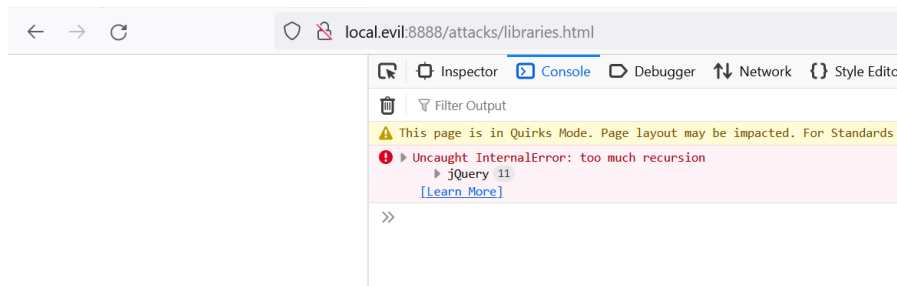 local.evil:8888/attacks/libraries.html
Inspector Console Debugger Network {} Style Edito
Filter Output
This page is in Quirks Mode. Page layout may be impacted. For Standards
Uncaught InternalError: too much recursion
jQuery 11
[Learn More]